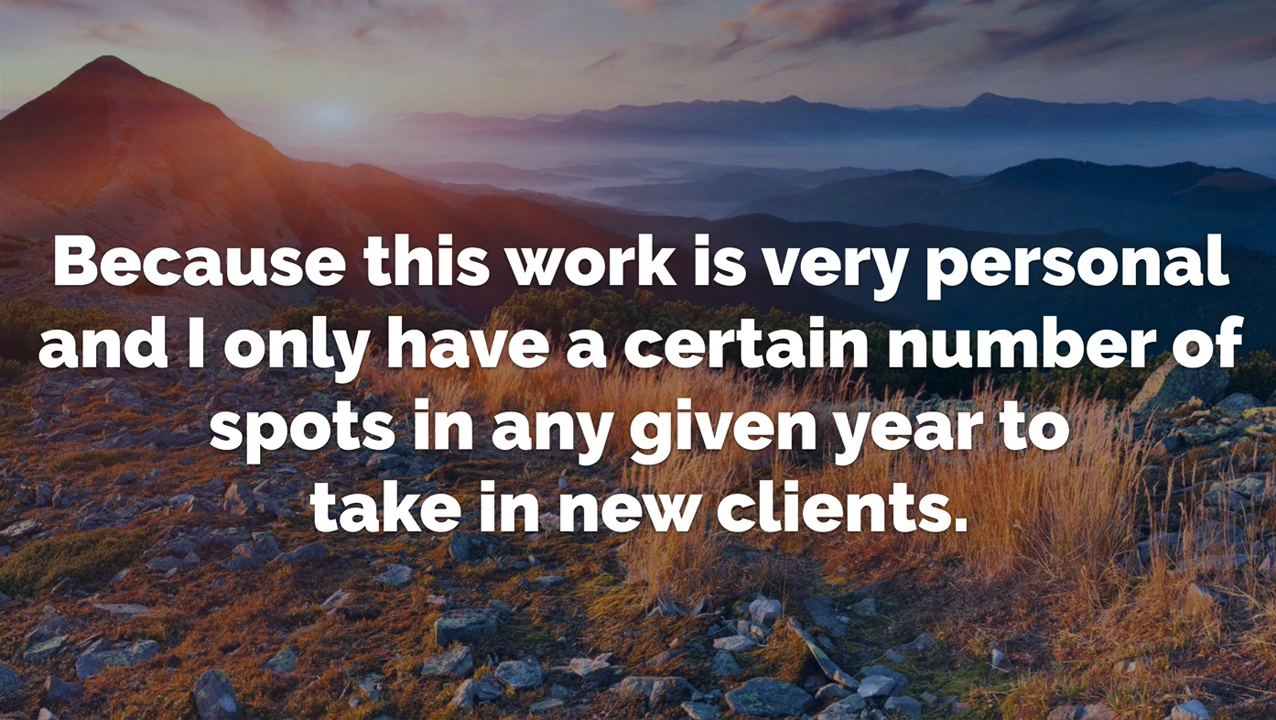 Because this work is very personal
and I only have a certain number of
spots in any given year to
take in new clients.